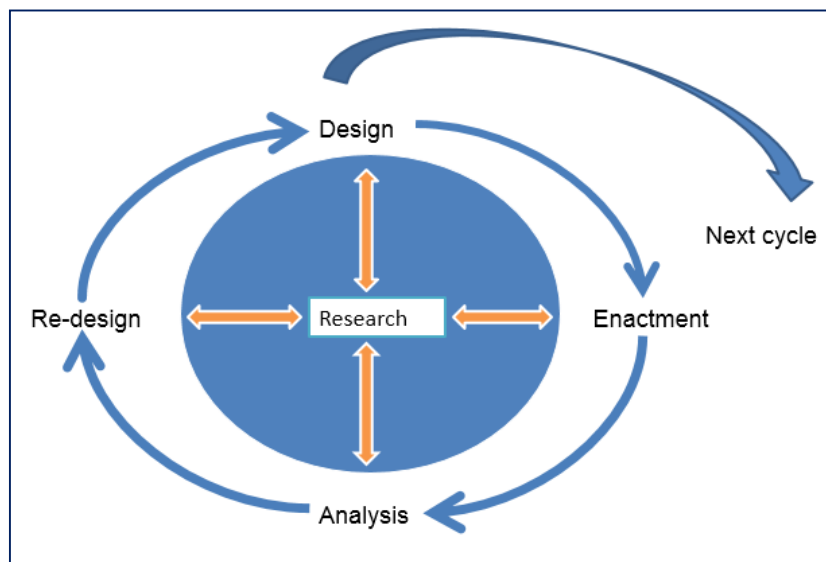 Design
Next cycle
Re-design
Research
Enactment
Analysis